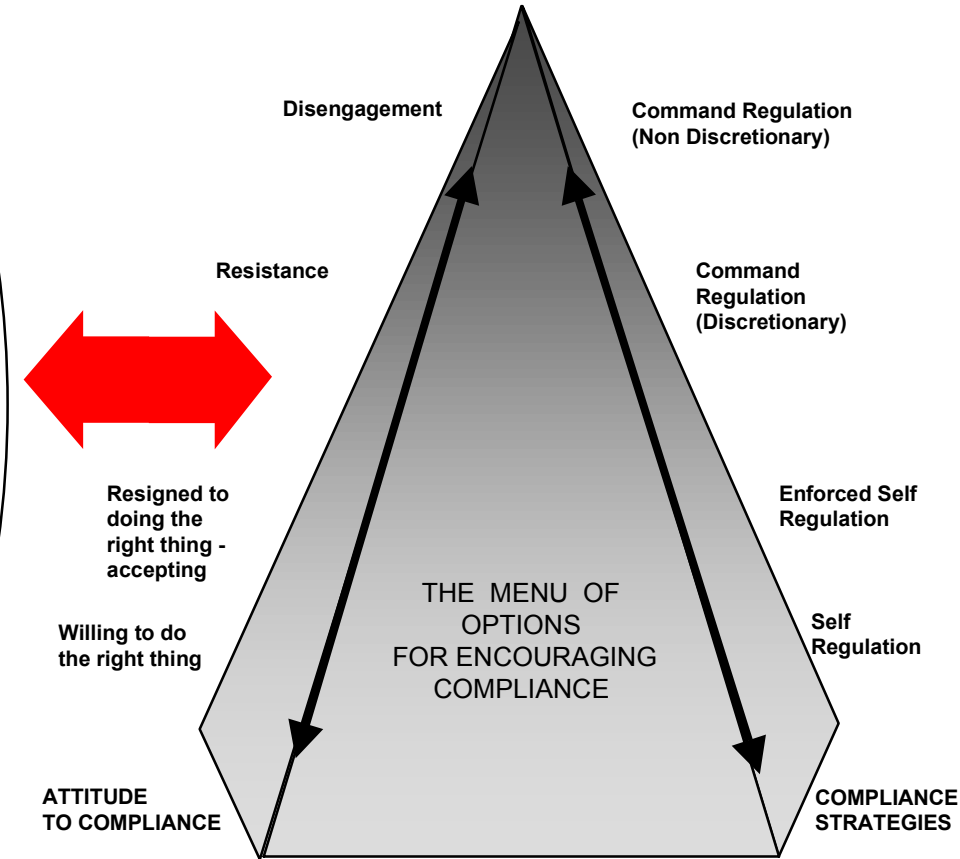 Disengagement
Command Regulation
(Non Discretionary)
Resistance
Command
Regulation
(Discretionary)
Resigned to
doing the
right thing -
accepting
Enforced Self
Regulation
THE MENU OF
OPTIONS
FOR ENCOURAGING
COMPLIANCE
Willing to do
the right thing
Self
Regulation
ATTITUDE
TO COMPLIANCE
COMPLIANCE
STRATEGIES